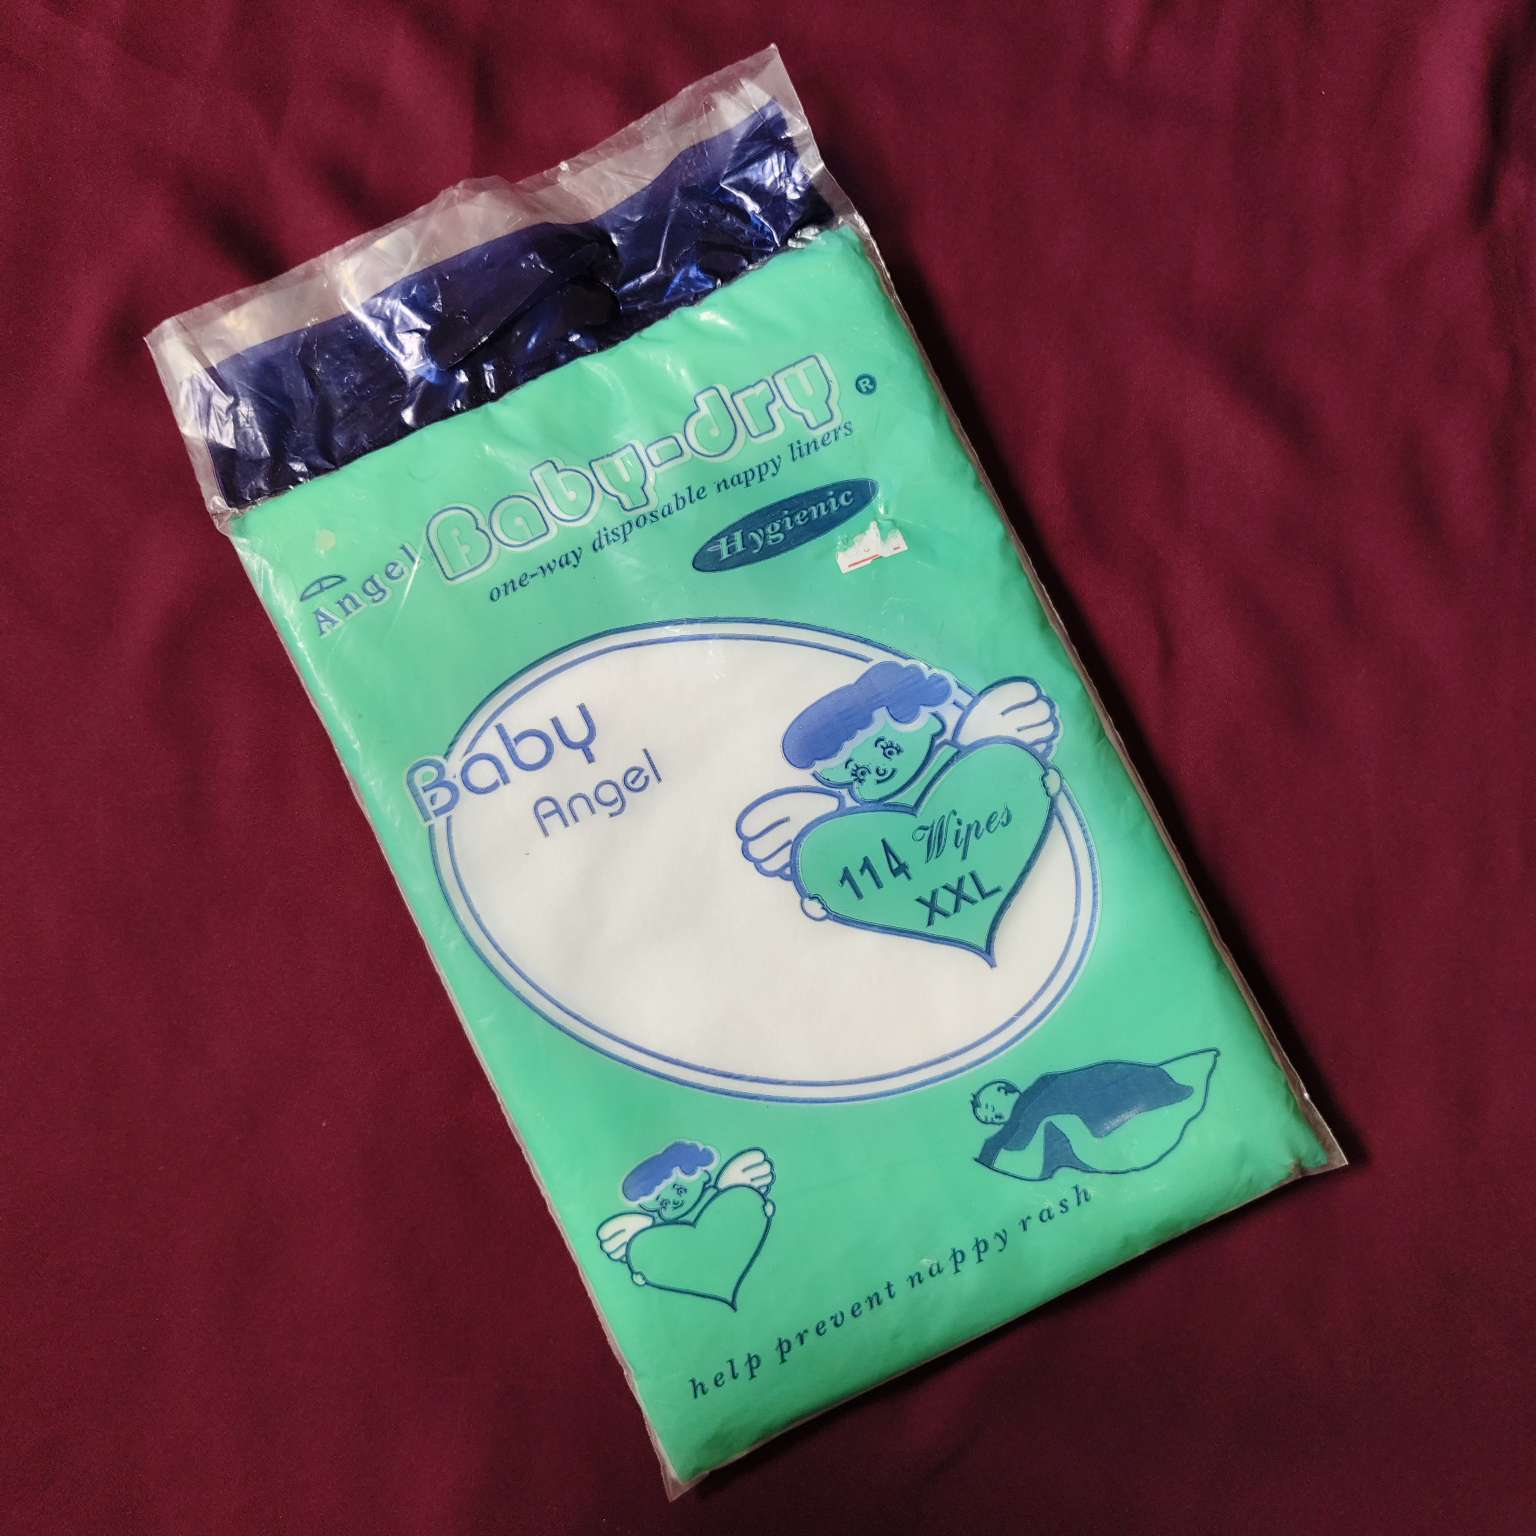 Angel Baby-dry ®
one-way disposable nappy liners
Hygienic
Baby
Angel
114 Wipes
XXL
help prevent nappy rash